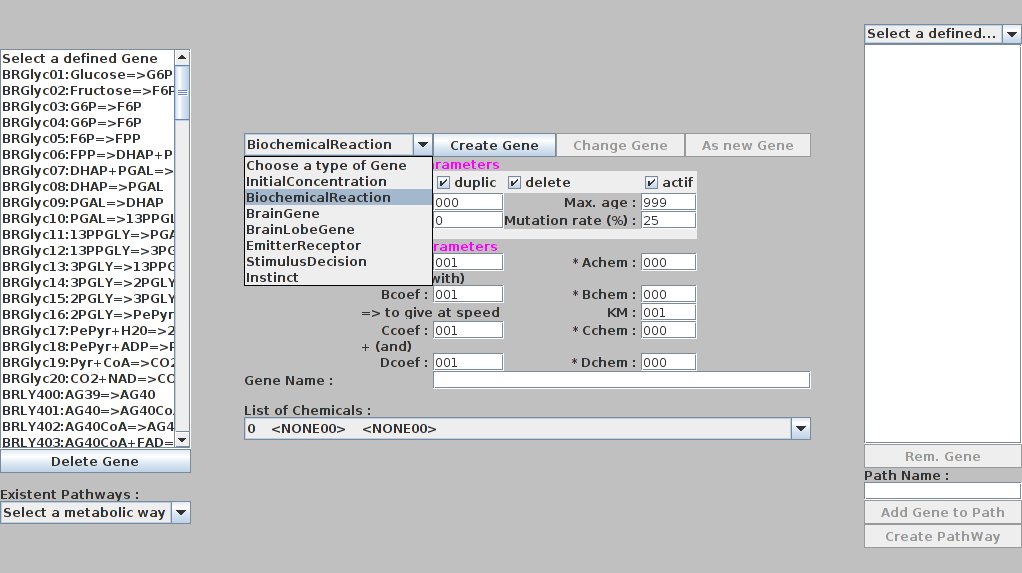 Select a defined...
Select a defined Gene
BRGlyc01:Glucose=>G6P
BRGlyc02:Fructose=>F6P
BRGlyc03:G6P=>F6P
BRGlyc04:G6P=>F6P
BRGlyc05:F6P=>FPP
BRGlyc06:FPP=>DHAP+P
BRGlyc07:DHAP+PGAL=>
BRGlyc08:DHAP=>PGAL
BRGlyc09:PGAL=>DHAP
BRGlyc10:PGAL=>13PPGL
BRGlyc11:13PPGLY=>PGA
BRGlyc12:13PPGLY=>3PG
BRGlyc13:3PGLY=>13PPG
BRGlyc14:3PGLY=>2PGLY
BRGlyc15:2PGLY=>3PGLY
BRGlyc16:2PGLY=>PePyr
BRGlyc17:PePyr+H20=>2
BRGlyc18:PePyr+ADP=>P
BRGlyc19:Pyr+CoA=>CO2
BRGlyc20:CO2+NAD=>CO
BRLY400:AG39=>AG40
BRLY401:AG40=>AG40Co
BRLY402:AG40CoA=>AG4
BRLY403:AG40CoA+FAD=
Delete Gene
Existent Pathways :
Select a metabolic way
BiochemicalReaction
Create Gene
Change Gene
As new Gene
Choose a type of Gene
InitialConcentration
BiochemicalReaction
BrainGene
BrainLobeGene
EmitterReceptor
StimulusDecision
Instinct
rameters
duplic
delete
actif
000
Max. age :
999
0
Mutation rate (%) :
25
rameters
001
* Achem :
000
with)
Bcoef :
001
* Bchem :
000
=> to give at speed
KM :
001
Ccoef :
001
* Cchem :
000
+ (and)
Dcoef :
001
* Dchem :
000
Gene Name :
List of Chemicals :
0 <NONE00> <NONE00>
Rem. Gene
Path Name :
Add Gene to Path
Create PathWay